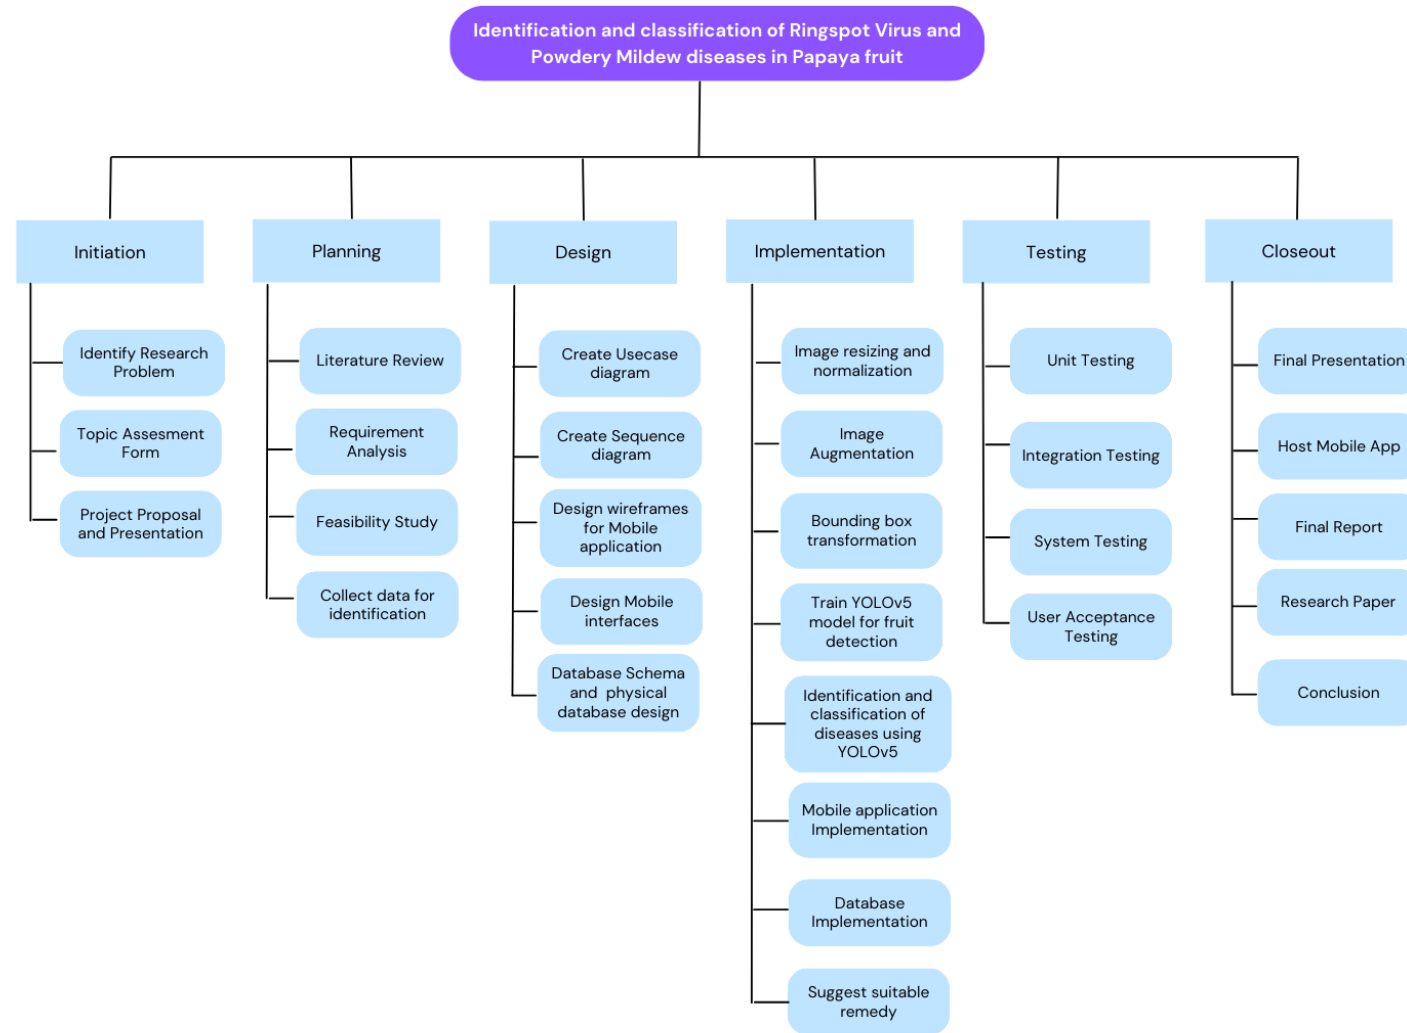 Identification and classification of Ringspot Virus and
Powdery Mildew diseases in Papaya fruit
Initiation
Identify Research
Problem
Topic Assesment
Form
Project Proposal
and Presentation
Planning
Literature Review
Requirement
Analysis
Feasibility Study
Collect data for
identification
Design
Create Usecase
diagram
Create Sequence
diagram
Design wireframes
for Mobile
application
Design Mobile
interfaces
Database Schema
and physical
database design
Implementation
Image resizing and
normalization
Image
Augmentation
Bounding box
transformation
Train YOLOv5
model for fruit
detection
Identification and
classification of
diseases using
YOLOv5
Mobile application
Implementation
Database
Implementation
Suggest suitable
remedy
Testing
Unit Testing
Integration Testing
System Testing
User Acceptance
Testing
Closeout
Final Presentation
Host Mobile App
Final Report
Research Paper
Conclusion